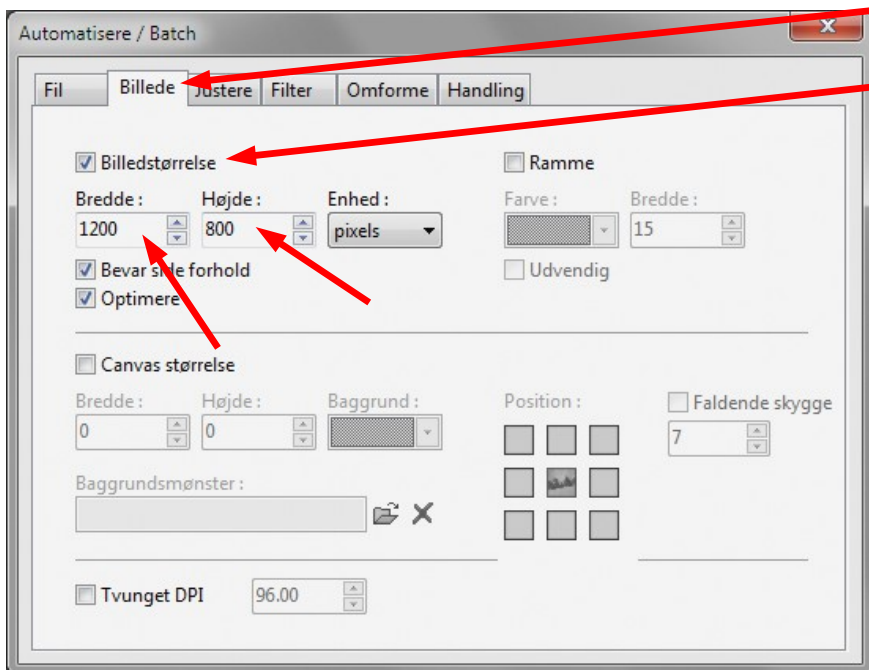 Automatisere / Batch
Fil Billede Justere Filter Omforme Handling
Billedstørrelse Ramme
Bredde : Højde : Enhed : Farve : Bredde :
1200 800 pixels 15
Bevar side forhold Udvendig
Optimere
Canvas størrelse
Bredde : Højde : Baggrund : Position : Faldende skygge
0 0 7
Baggrundsmønster :
Tvunget DPI 96.00